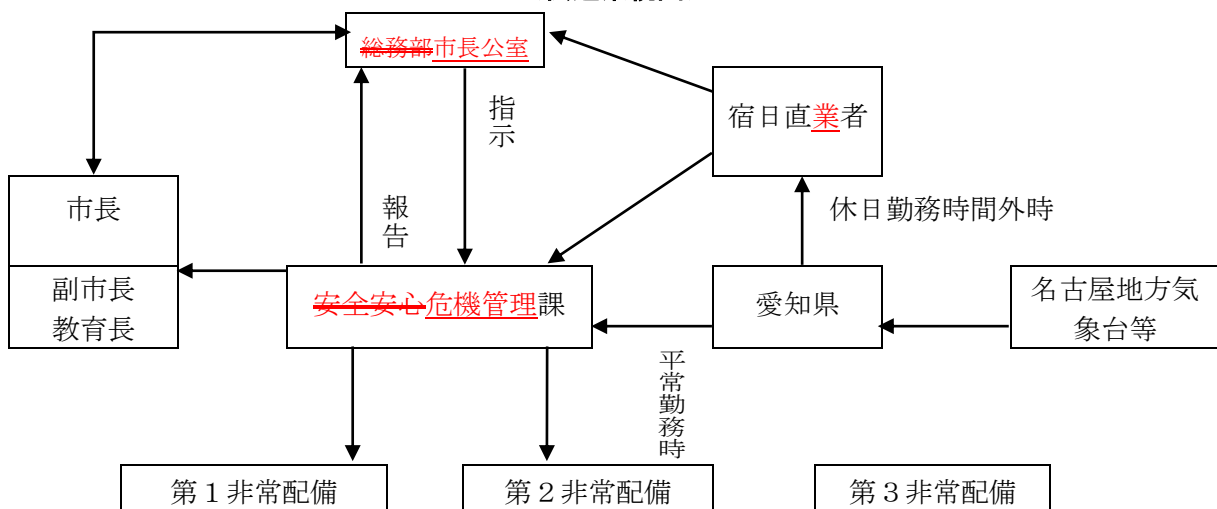 総務部市長公室
指示
宿日直業者
市長
報告
休日勤務時間外時
副市長
教育長
安全安心危機管理課
愛知県
名古屋地方気
象台等
平常勤務時
第１非常配備
第２非常配備
第３非常配備